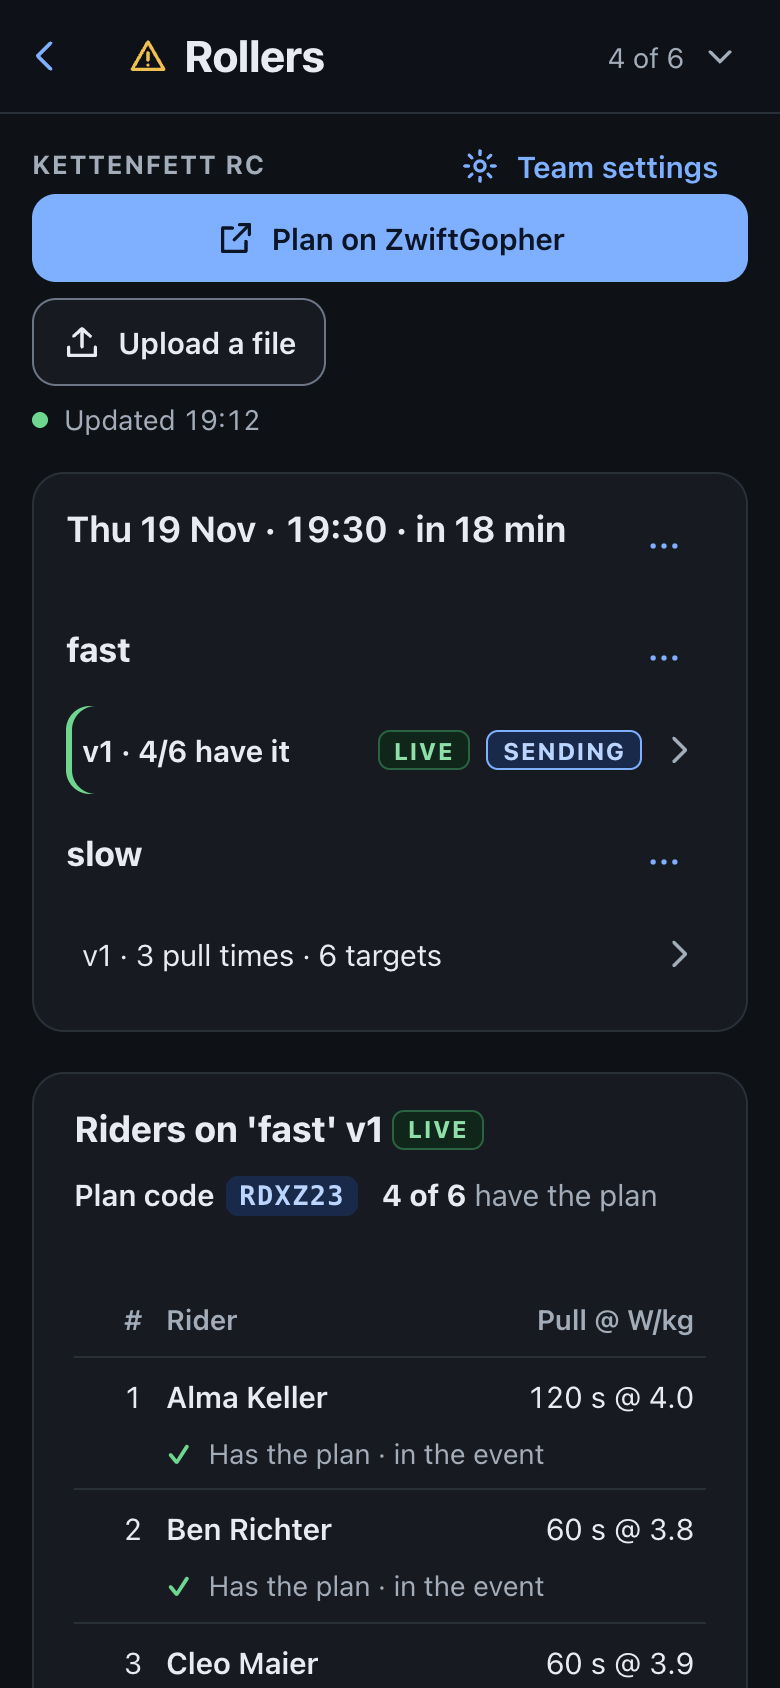 Rollers
4 of 6
KETTENFETT RC
Team settings
Plan on ZwiftGopher
Upload a file
Updated 19:12
Thu 19 Nov · 19:30 · in 18 min
...
fast
...
v1 · 4/6 have it
LIVE
SENDING
slow
...
v1 · 3 pull times · 6 targets
Riders on 'fast' v1 LIVE
Plan code RDXZ23 4 of 6 have the plan
# Rider Pull @ W/kg
1 Alma Keller 120 s @ 4.0
Has the plan · in the event
2 Ben Richter 60 s @ 3.8
Has the plan · in the event
3 Cleo Maier 60 s @ 3.9